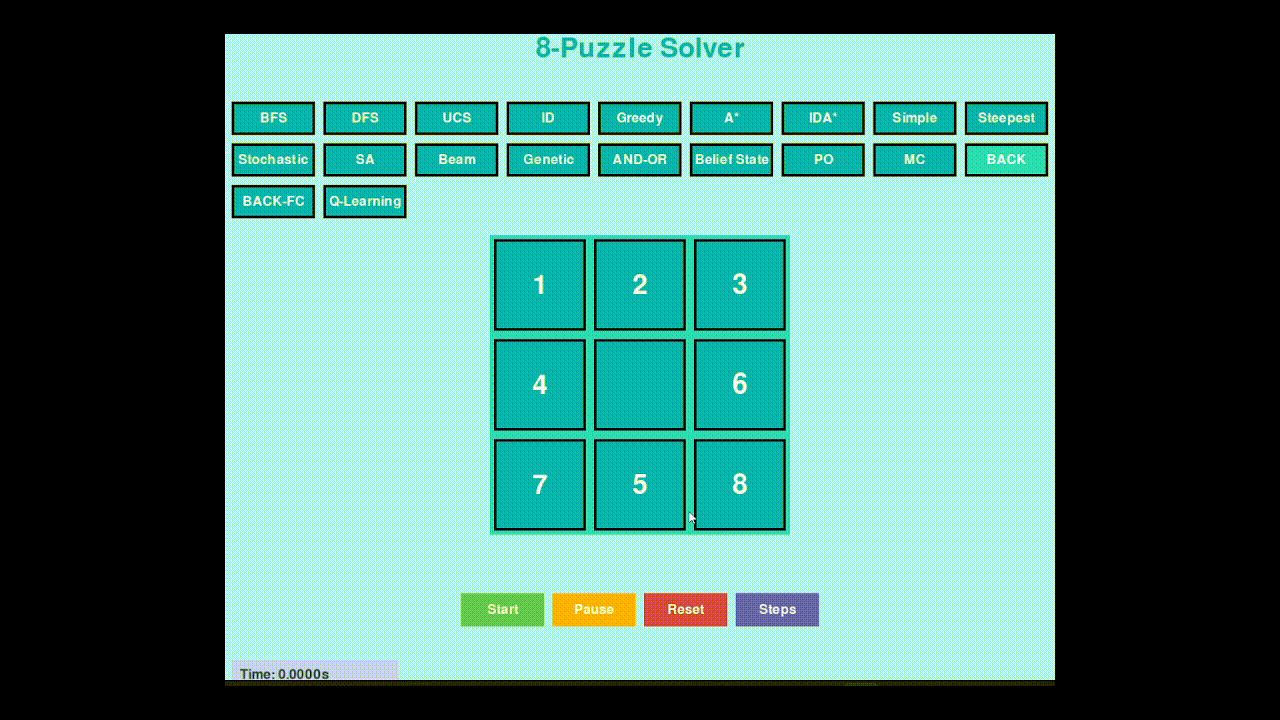 8-Puzzle Solver
BFS DFS UCS ID Greedy A* IDA* Simple Steepest
Stochastic SA Beam Genetic AND-OR Belief State PO MC BACK
BACK-FC Q-Learning
1 2 3
4 6
7 5 8
Start Pause Reset Steps
Time: 0.0000s